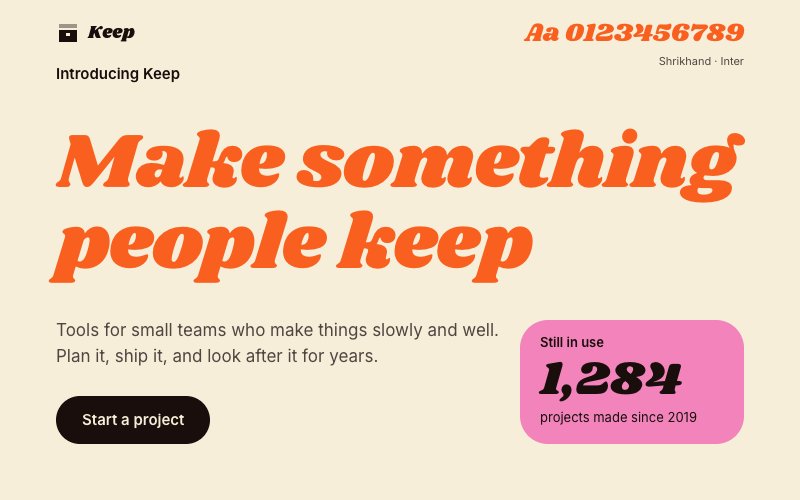 Keep
Aa 0123456789
Shrikhand · Inter
Introducing Keep
Make something
people keep
Tools for small teams who make things slowly and well.
Plan it, ship it, and look after it for years.
Start a project
Still in use
1,284
projects made since 2019